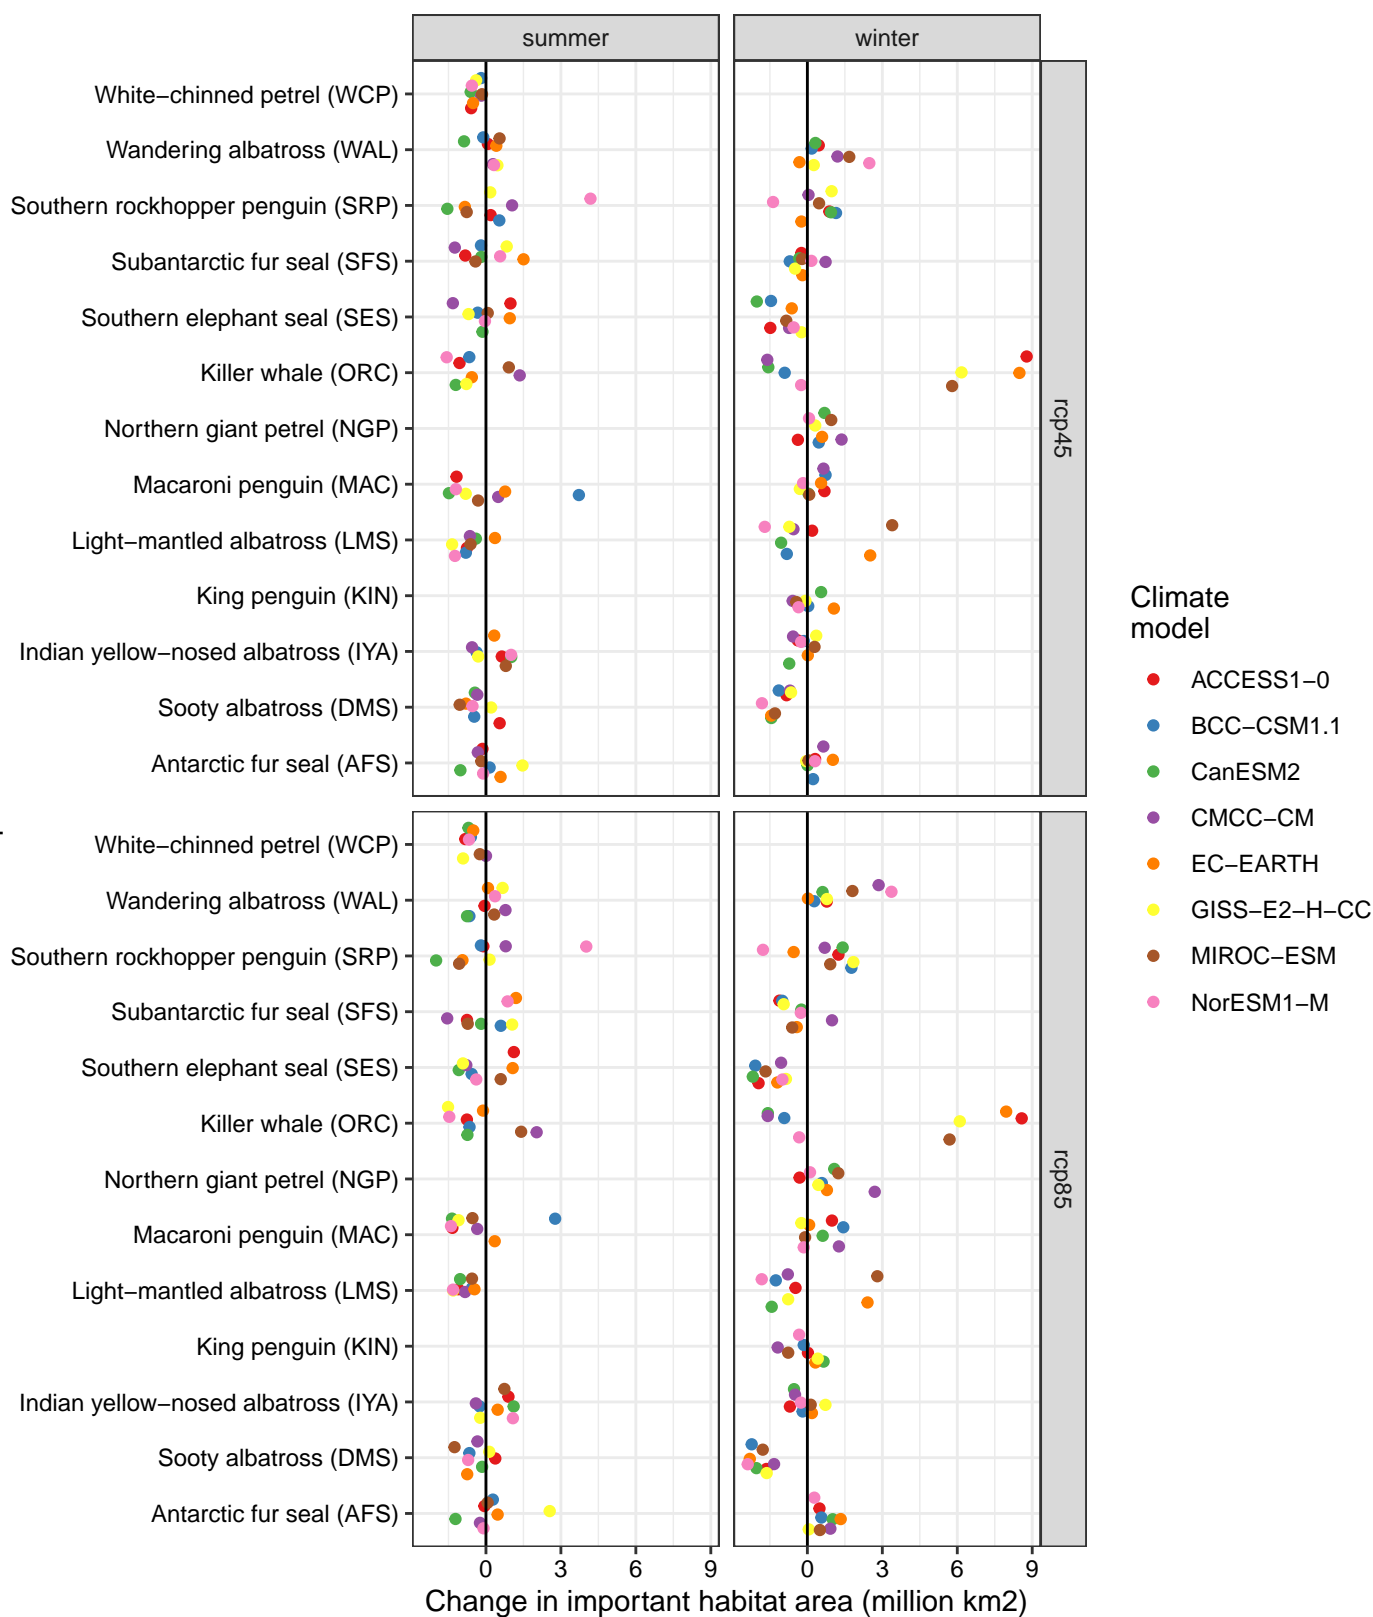 summer
winter
White−chinned petrel (WCP)
Wandering albatross (WAL)
Southern rockhopper penguin (SRP)
Subantarctic fur seal (SFS)
Southern elephant seal (SES)
Killer whale (ORC)
Northern giant petrel (NGP)
Macaroni penguin (MAC)
Light−mantled albatross (LMS)
King penguin (KIN)
Indian yellow−nosed albatross (IYA)
Sooty albatross (DMS)
Antarctic fur seal (AFS)
rcp45
White−chinned petrel (WCP)
Wandering albatross (WAL)
Southern rockhopper penguin (SRP)
Subantarctic fur seal (SFS)
Southern elephant seal (SES)
Killer whale (ORC)
Northern giant petrel (NGP)
Macaroni penguin (MAC)
Light−mantled albatross (LMS)
King penguin (KIN)
Indian yellow−nosed albatross (IYA)
Sooty albatross (DMS)
Antarctic fur seal (AFS)
rcp85
0 3 6 9
0 3 6 9
Change in important habitat area (million km2)
Climate
model
ACCESS1−0
BCC−CSM1.1
CanESM2
CMCC−CM
EC−EARTH
GISS−E2−H−CC
MIROC−ESM
NorESM1−M